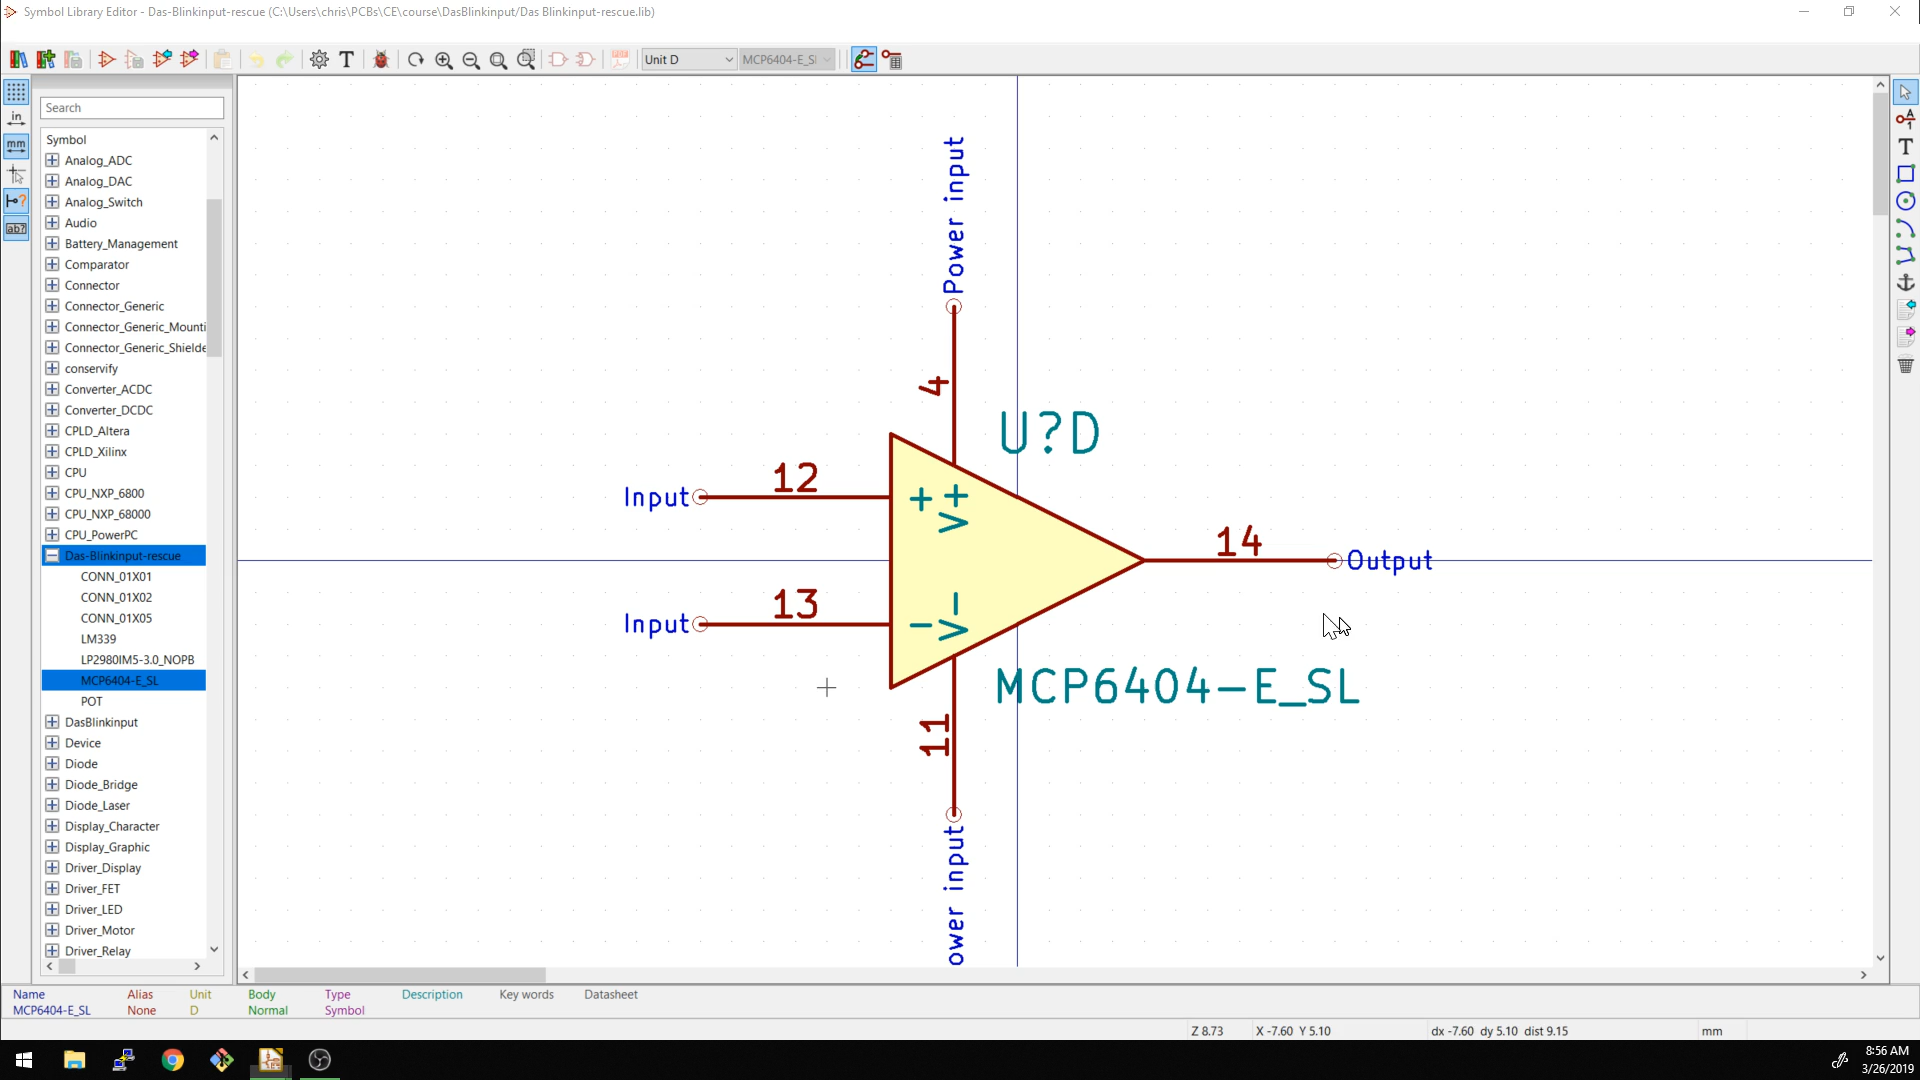 Symbol Library Editor - Das-Blinkinput-rescue (C:\Users\chris\PCBs\CE\course\DasBlinkinput/Das Blinkinput-rescue.lib)
T
Unit D
MCP6404-E_S
in
mm
ab?
Search
Symbol
Analog_ADC
Analog_DAC
Analog_Switch
Audio
Battery_Management
Comparator
Connector
Connector_Generic
Connector_Generic_Mounti
Connector_Generic_Shielde
conservify
Converter_ACDC
Converter_DCDC
CPLD_Altera
CPLD_Xilinx
CPU
CPU_NXP_6800
CPU_NXP_68000
CPU_PowerPC
Das-Blinkinput-rescue
CONN_01X01
CONN_01X02
CONN_01X05
LM339
LP2980IM5-3.0_NOPB
MCP6404-E_SL
POT
DasBlinkinput
Device
Diode
Diode_Bridge
Diode_Laser
Display_Character
Display_Graphic
Driver_Display
Driver_FET
Driver_LED
Driver_Motor
Driver_Relay
Power input
4
U?D
Input 12
+ V+
14 Output
Input 13
- V-
MCP6404-E_SL
11
ower input
A
1
T
Name Alias Unit Body Type Description Key words Datasheet
MCP6404-E_SL None D Normal Symbol
Z 8.73 X -7.60 Y 5.10 dx -7.60 dy 5.10 dist 9.15 mm
8:56 AM
3/26/2019